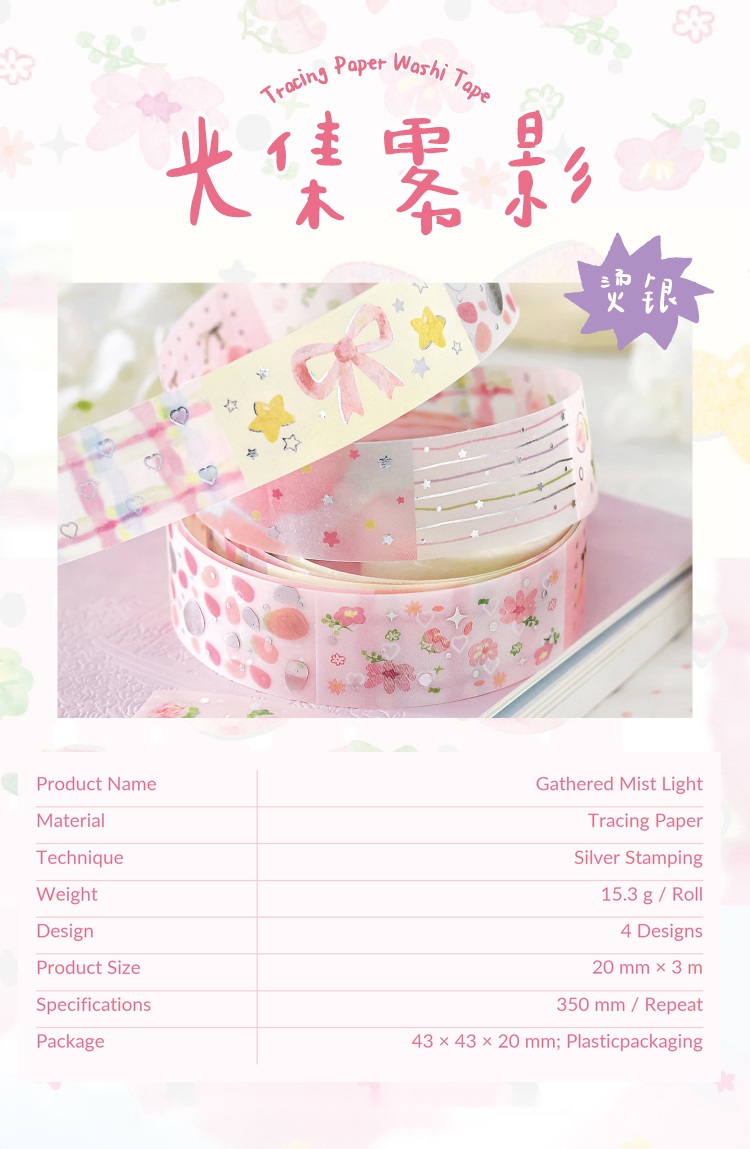 Tracing Paper Washi Tape
光集雾影
烫银
Product Name Gathered Mist Light
Material Tracing Paper
Technique Silver Stamping
Weight 15.3 g / Roll
Design 4 Designs
Product Size 20 mm × 3 m
Specifications 350 mm / Repeat
Package 43 × 43 × 20 mm; Plasticpackaging